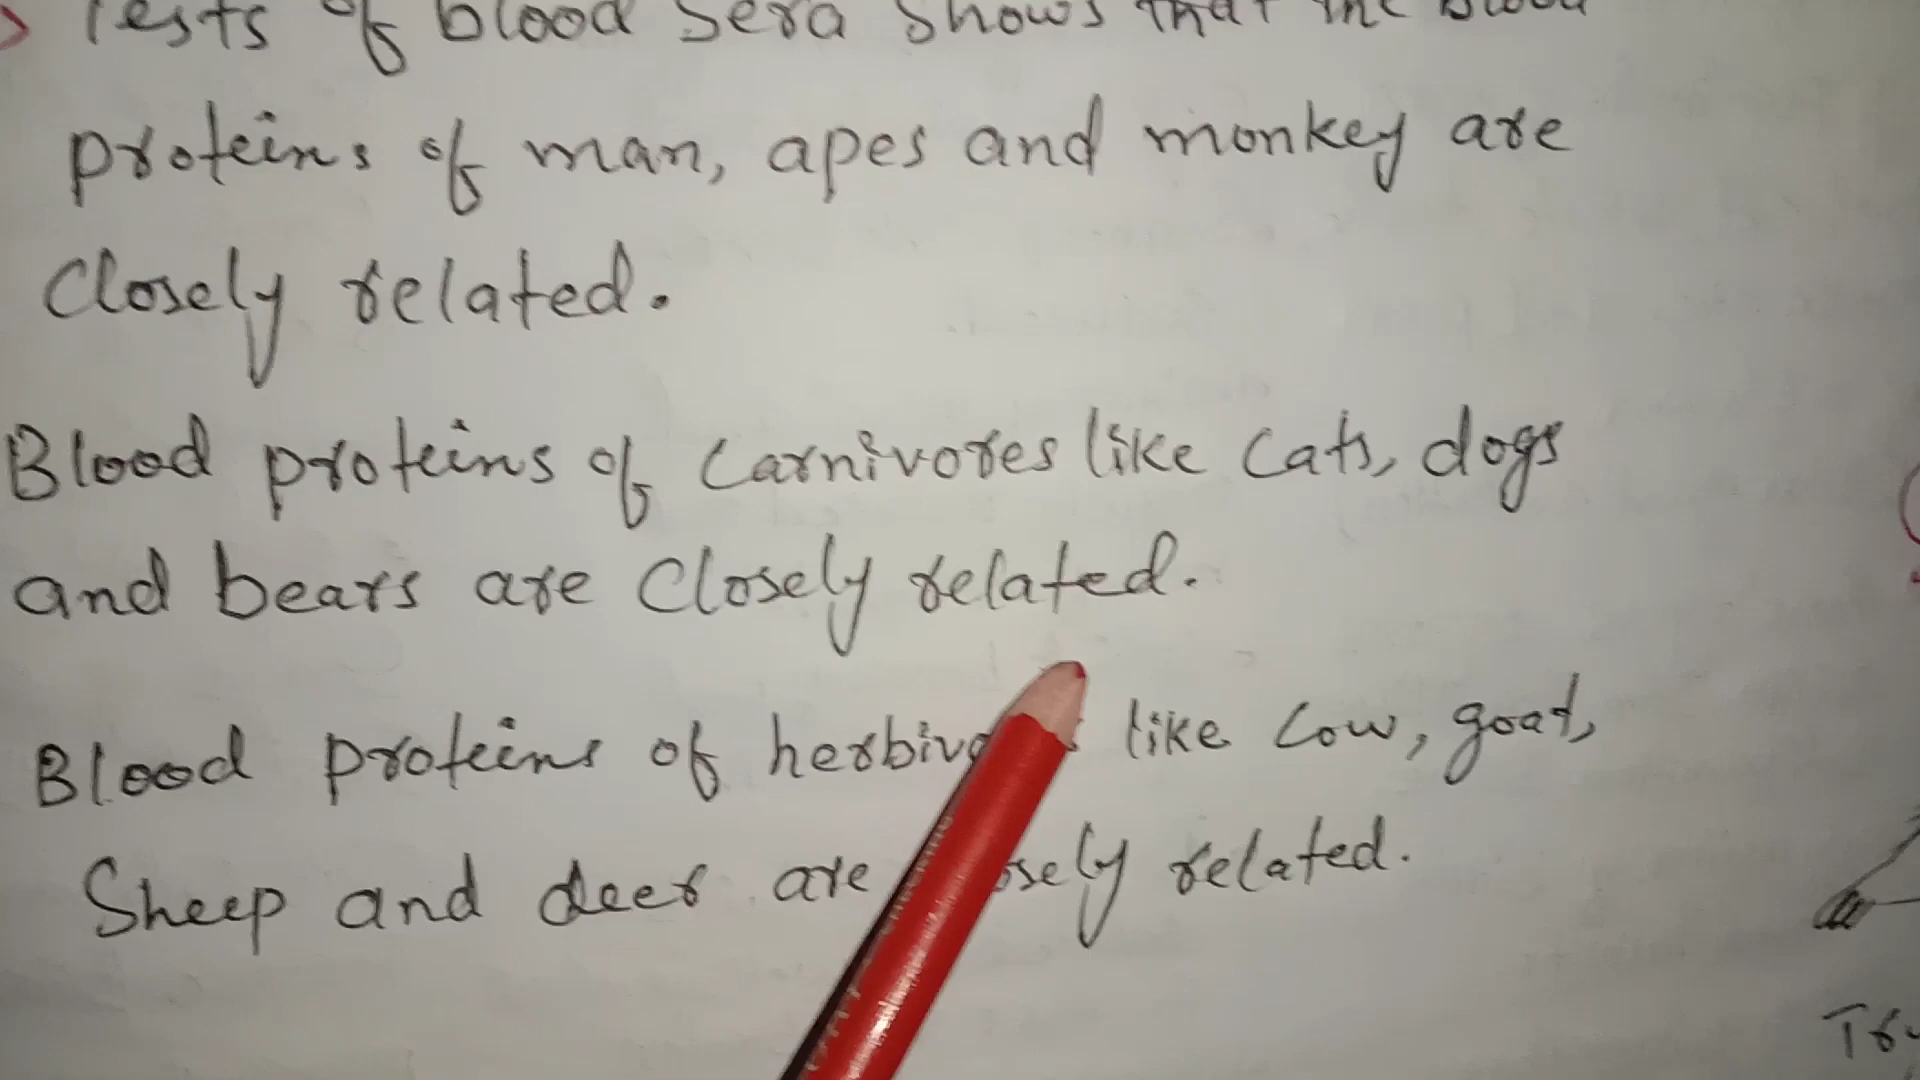 Tests of blood sera shows that the blood
proteins of man, apes and monkey are
Closely related.
Blood proteins of Carnivores like Cats, dogs
and bears are Closely related.
Blood proteins of like Cow, goat,
Sheep and deer are related.